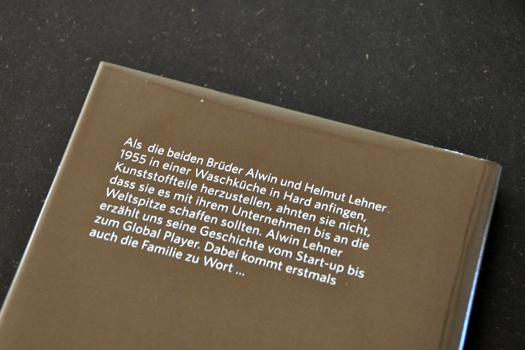 Als die beiden Brüder Alwin und Helmut Lehner
1955 in einer Waschküche in Hard anfingen,
Kunststoffteile herzustellen, ahnten sie nicht,
dass sie es mit ihrem Unternehmen bis an die
Weltspitze schaffen sollten. Alwin Lehner
erzählt uns seine Geschichte vom Start-up bis
zum Global Player. Dabei kommt erstmals
auch die Familie zu Wort ...